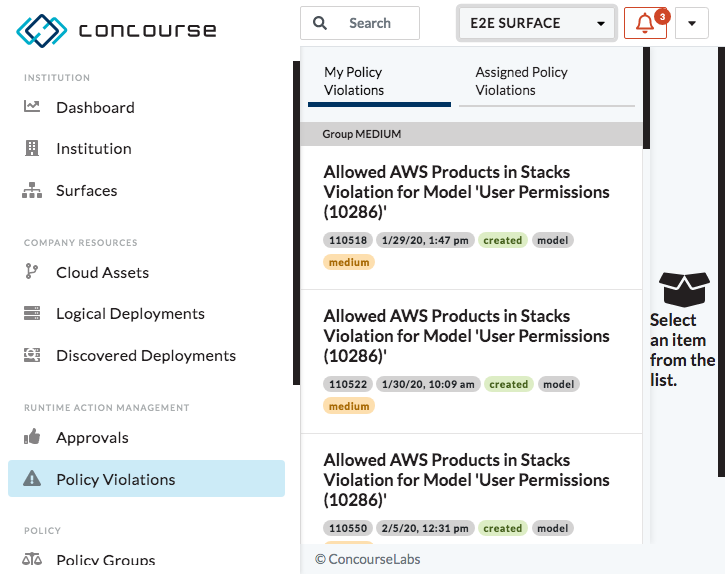 concourse
Search
E2E SURFACE
3
INSTITUTION
Dashboard
Institution
Surfaces
COMPANY RESOURCES
Cloud Assets
Logical Deployments
Discovered Deployments
RUNTIME ACTION MANAGEMENT
Approvals
Policy Violations
POLICY
Policy Groups
My Policy
Violations
Assigned Policy
Violations
Group MEDIUM
Allowed AWS Products in Stacks
Violation for Model 'User Permissions
(10286)'
110518 1/29/20, 1:47 pm created model
medium
Allowed AWS Products in Stacks
Violation for Model 'User Permissions
(10286)'
110522 1/30/20, 10:09 am created model
medium
Allowed AWS Products in Stacks
Violation for Model 'User Permissions
(10286)'
110550 2/5/20, 12:31 pm created model
Select
an item
from the
list.
© ConcourseLabs